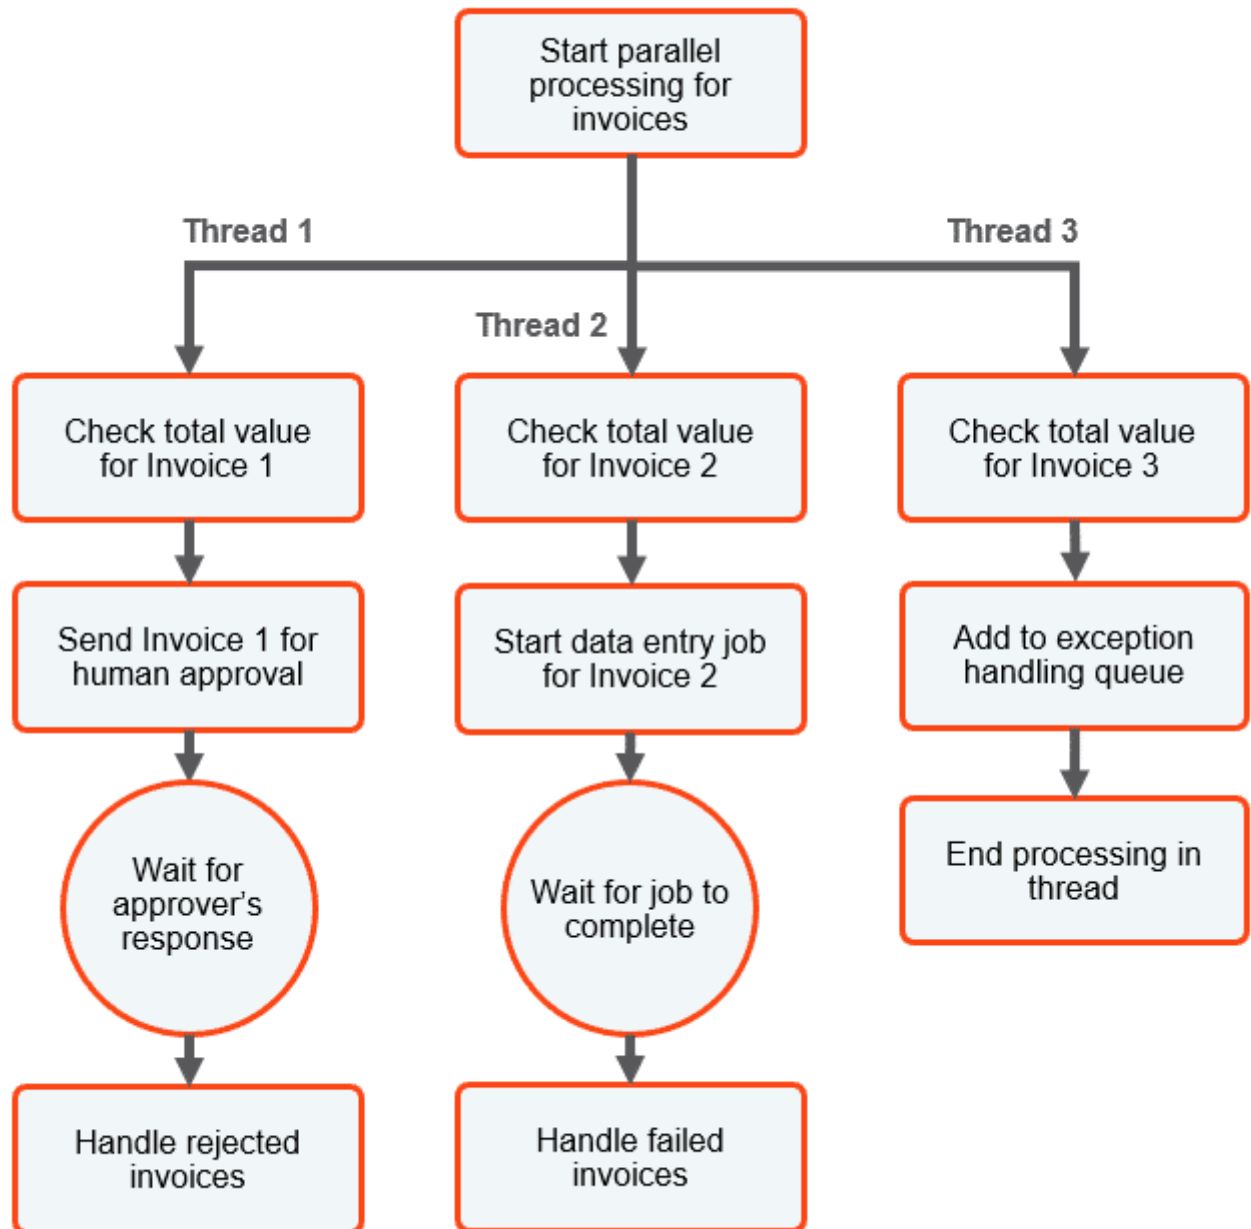 Start parallel
processing for
invoices
Thread 1
Thread 3
Thread 2
Check total value
for Invoice 1
Check total value
for Invoice 2
Check total value
for Invoice 3
Send Invoice 1 for
human approval
Start data entry job
for Invoice 2
Add to exception
handling queue
Wait for
approver’s
response
Wait for job to
complete
End processing in
thread
Handle rejected
invoices
Handle failed
invoices